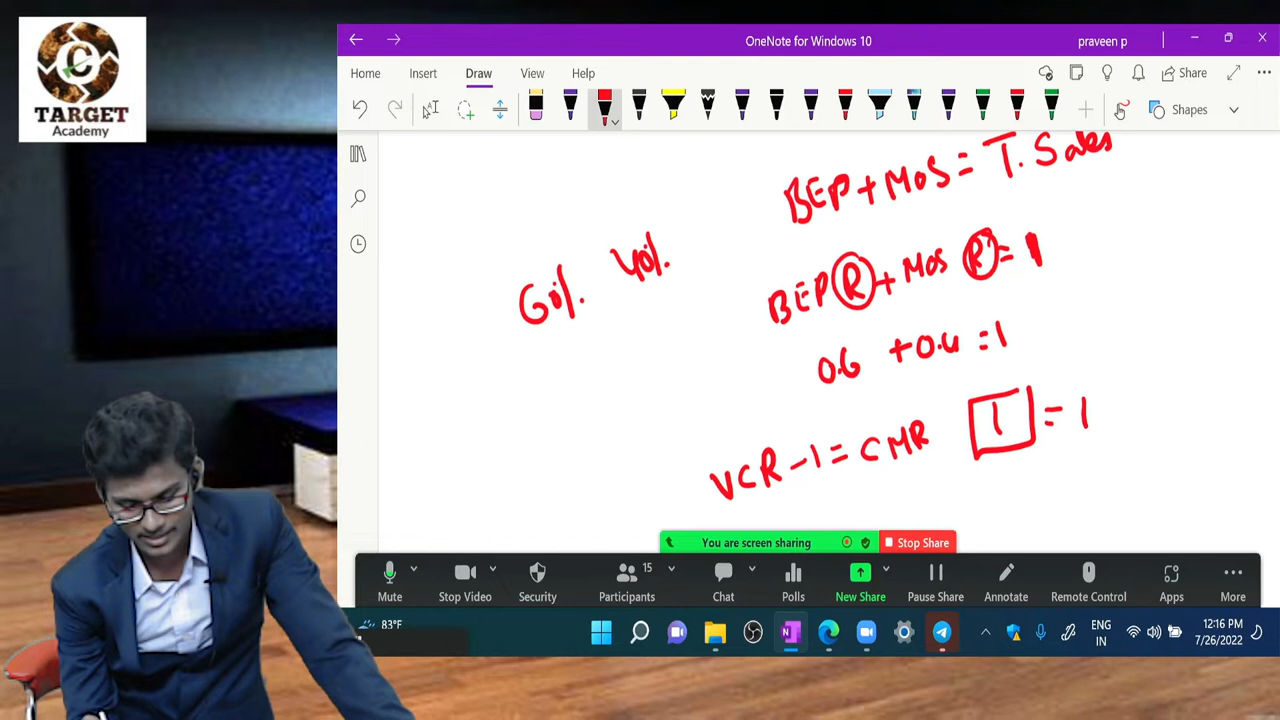 C
TARGET
Academy
OneNote for Windows 10
praveen p
Home Insert Draw View Help
Share
Shapes
BEP + MOS = T. Sales
60%. 40%.
BEP R + MOS R = 1
0.6 + 0.4 = 1
VCR - 1 = CMR 1 = 1
You are screen sharing
Stop Share
15
Mute Stop Video Security Participants Chat Polls New Share Pause Share Annotate Remote Control Apps More
83°F
ENG
IN
12:16 PM
7/26/2022